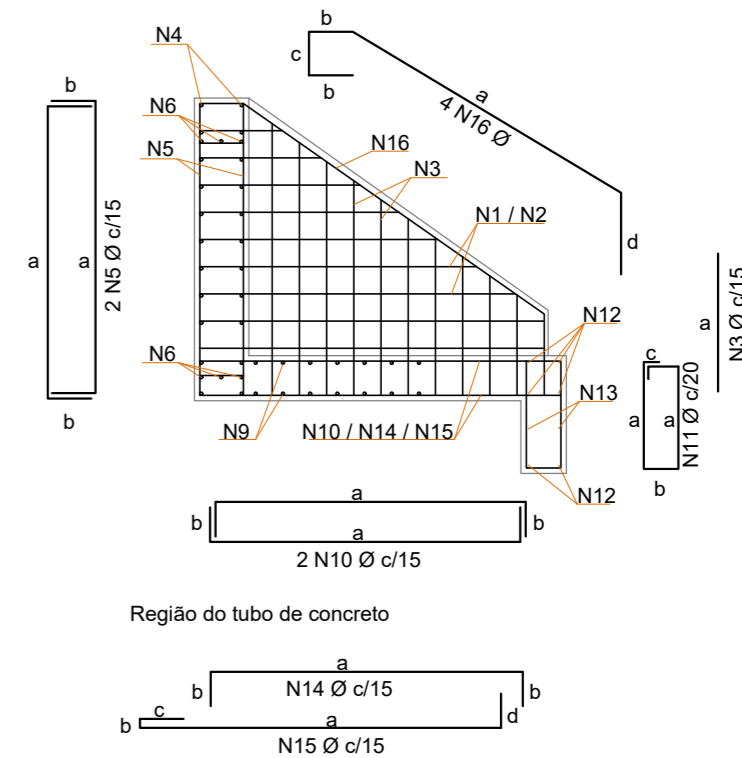 b
N4
c
b
a
4 N16 Ø
b
N6
N16
N5
N3
N1 / N2
a
a
2 N5 Ø c/15
d
a
N3 Ø c/15
N12
N6
c
N13
a
a
N11 Ø c/20
b
N9
N10 / N14 / N15
b
N12
a
b
a
b
2 N10 Ø c/15
Região do tubo de concreto
a
b
N14 Ø c/15
b
c
b
a
d
N15 Ø c/15